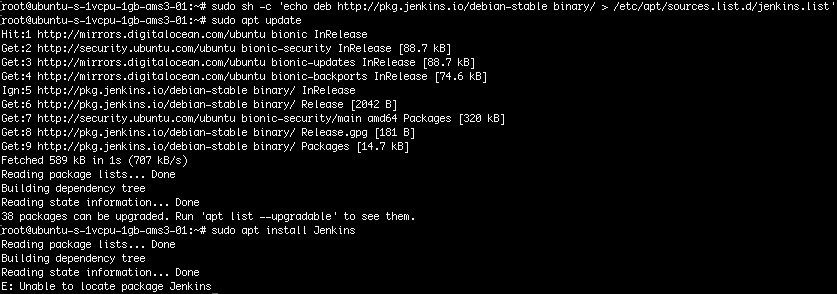 root@ubuntu-s-1vcpu-1gb-ams3-01:~# sudo sh -c 'echo deb http://pkg.jenkins.io/debian-stable binary/ > /etc/apt/sources.list.d/jenkins.list'
root@ubuntu-s-1vcpu-1gb-ams3-01:~# sudo apt update
Hit:1 http://mirrors.digitalocean.com/ubuntu bionic InRelease
Get:2 http://security.ubuntu.com/ubuntu bionic-security InRelease [88.7 kB]
Get:3 http://mirrors.digitalocean.com/ubuntu bionic-updates InRelease [88.7 kB]
Get:4 http://mirrors.digitalocean.com/ubuntu bionic-backports InRelease [74.6 kB]
Ign:5 http://pkg.jenkins.io/debian-stable binary/ InRelease
Get:6 http://pkg.jenkins.io/debian-stable binary/ Release [2042 B]
Get:7 http://security.ubuntu.com/ubuntu bionic-security/main amd64 Packages [320 kB]
Get:8 http://pkg.jenkins.io/debian-stable binary/ Release.gpg [181 B]
Get:9 http://pkg.jenkins.io/debian-stable binary/ Packages [14.7 kB]
Fetched 589 kB in 1s (707 kB/s)
Reading package lists... Done
Building dependency tree
Reading state information... Done
38 packages can be upgraded. Run 'apt list --upgradable' to see them.
root@ubuntu-s-1vcpu-1gb-ams3-01:~# sudo apt install Jenkins
Reading package lists... Done
Building dependency tree
Reading state information... Done
E: Unable to locate package Jenkins